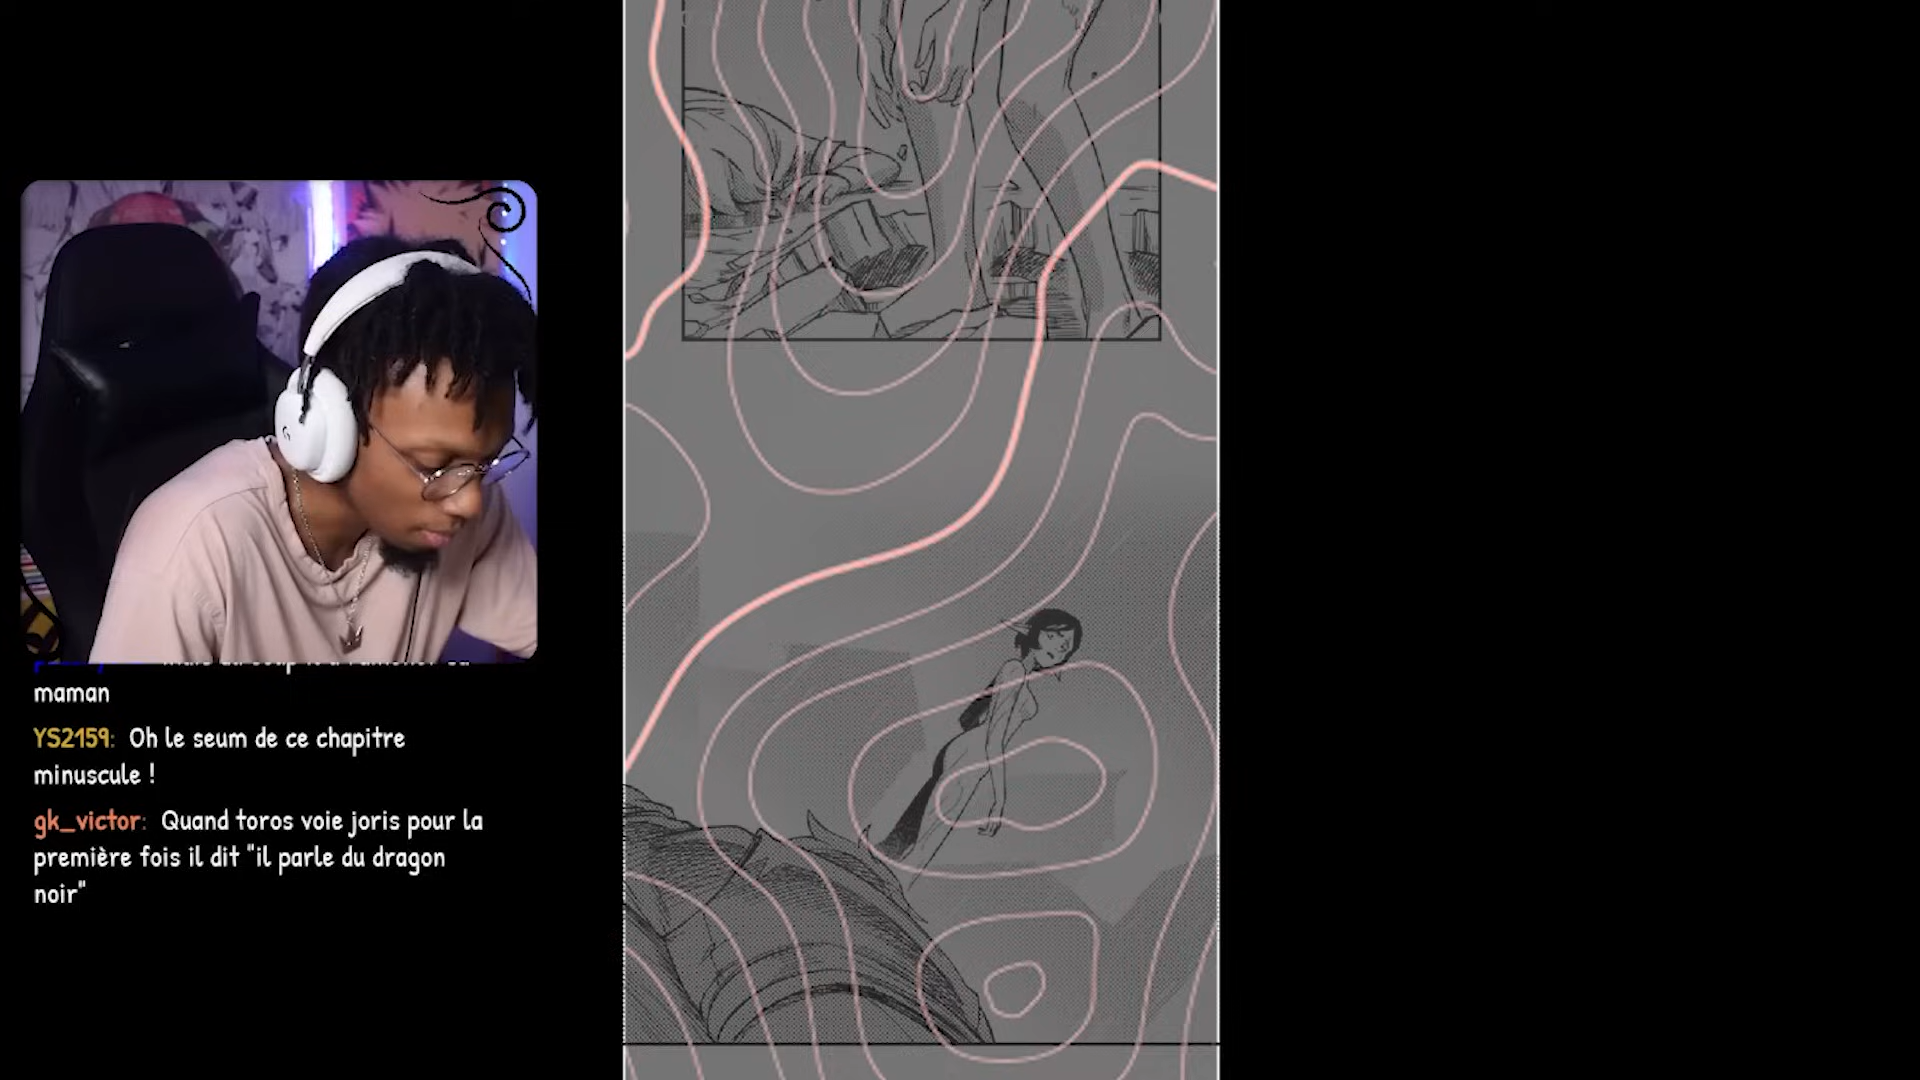 maman
YS2159: Oh le seum de ce chapitre
minuscule !
gk_victor: Quand toros voie joris pour la
première fois il dit "il parle du dragon
noir"